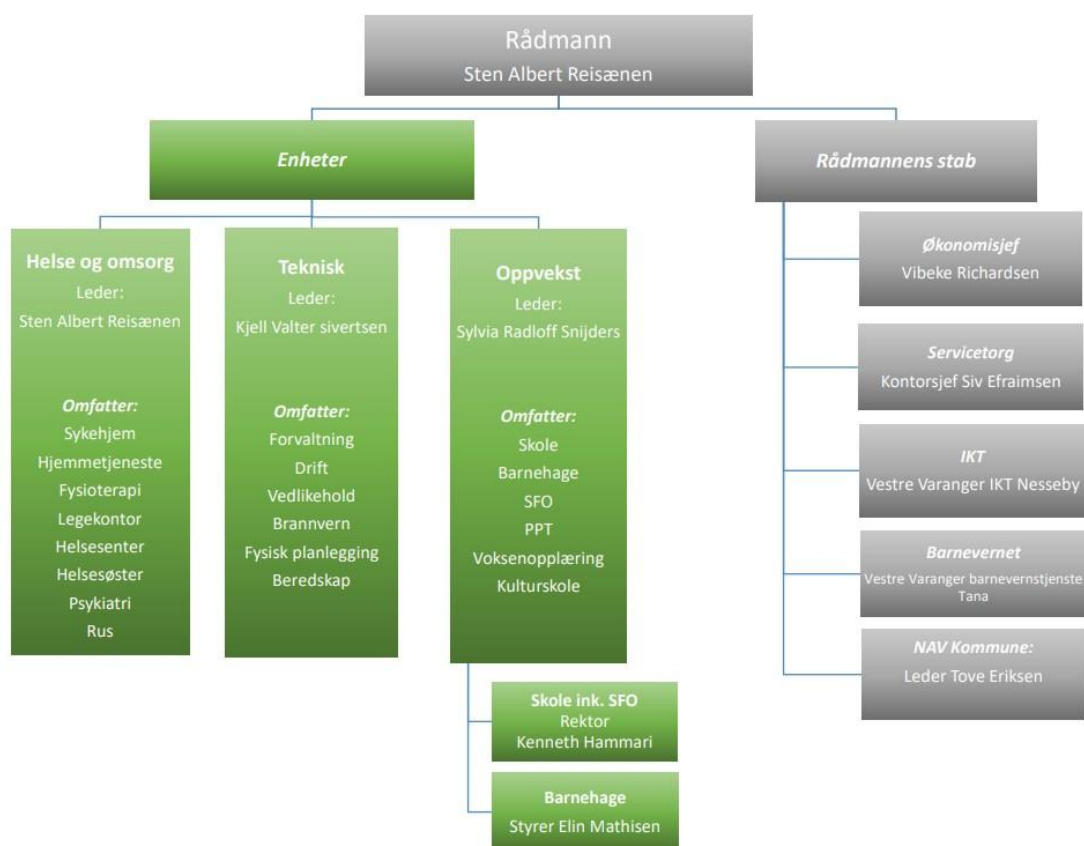 Rådmann
Sten Albert Reisænen
Enheter
Rådmannens stab
Helse og omsorg
Leder:
Sten Albert Reisænen
Omfatter:
Sykehjem
Hjemmetjeneste
Fysioterapi
Legekontor
Helsesenter
Helsesøster
Psykiatri
Rus
Teknisk
Leder:
Kjell Valter sivertsen
Omfatter:
Forvaltning
Drift
Vedlikehold
Brannvern
Fysisk planlegging
Beredskap
Oppvekst
Leder:
Sylvia Radloff Snijders
Omfatter:
Skole
Barnehage
SFO
PPT
Voksenopplæring
Kulturskole
Skole ink. SFO
Rektor
Kenneth Hammari
Barnehage
Styrer Elin Mathisen
Økonomisjef
Vibeke Richardsen
Servicetorg
Kontorsjef Siv Efraimsen
IKT
Vestre Varanger IKT Nesseby
Barnevernet
Vestre Varanger barnevernstjenste
Tana
NAV Kommune:
Leder Tove Eriksen